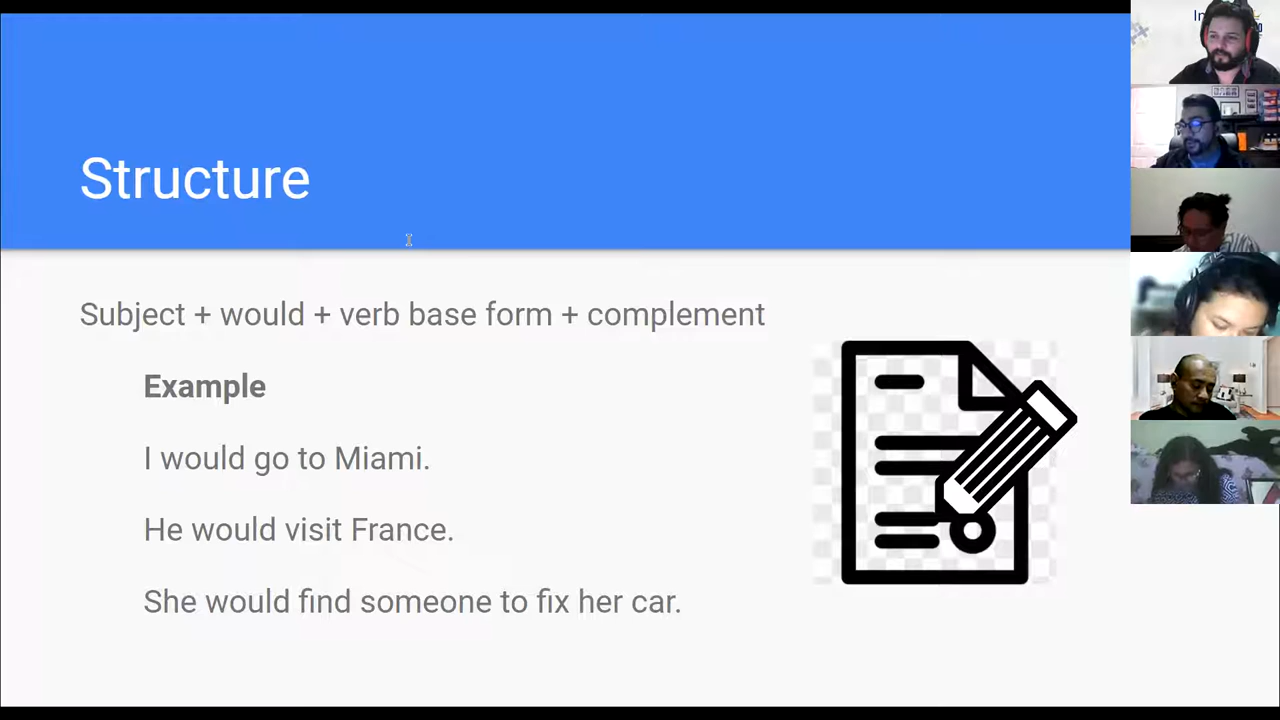 Structure
Subject + would + verb base form + complement
Example
I would go to Miami.
He would visit France.
She would find someone to fix her car.